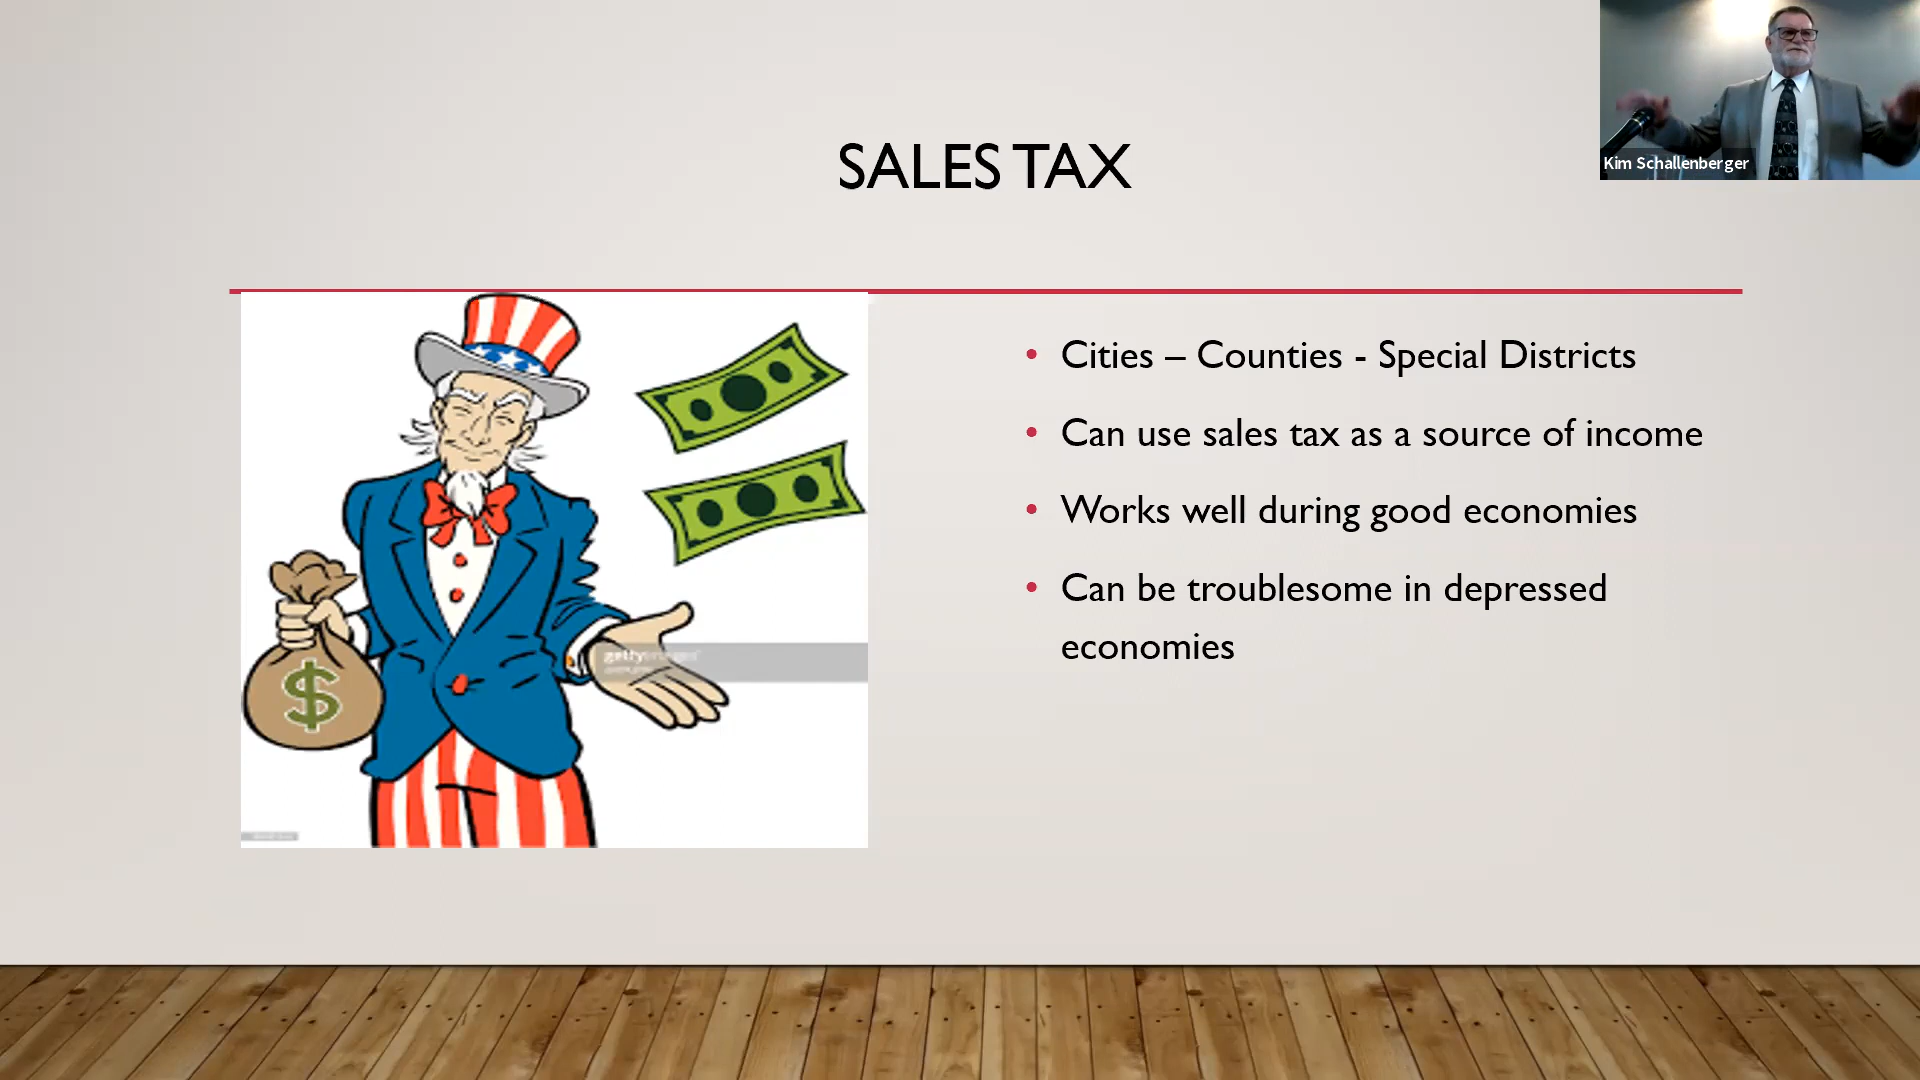 SALES TAX
Kim Schallenberger
• Cities – Counties - Special Districts
• Can use sales tax as a source of income
• Works well during good economies
• Can be troublesome in depressed
economies
$
gettyimages